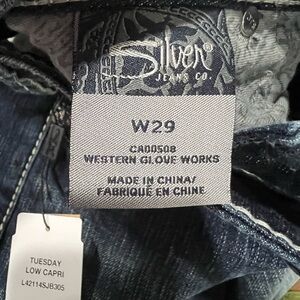 Silver®
JEANS CO.
W29
CA00508
WESTERN GLOVE WORKS
MADE IN CHINA/
FABRIQUÉ EN CHINE
TUESDAY
LOW CAPRI
L42114SJB305